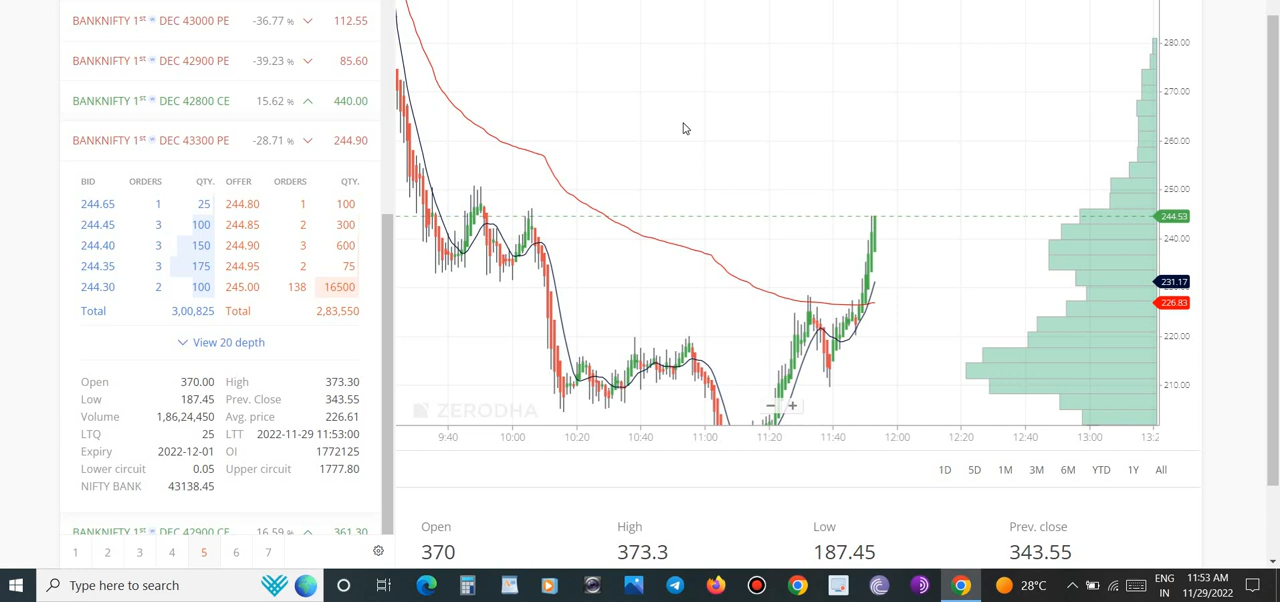 BANKNIFTY 1ST W DEC 43000 PE -36.77 % 112.55
BANKNIFTY 1ST W DEC 42900 PE -39.23 % 85.60
BANKNIFTY 1ST W DEC 42800 CE 15.62 % 440.00
BANKNIFTY 1ST W DEC 43300 PE -28.71 % 244.90
BID ORDERS QTY. OFFER ORDERS QTY.
244.65 1 25 244.80 1 100
244.45 3 100 244.85 2 300
244.40 3 150 244.90 3 600
244.35 3 175 244.95 2 75
244.30 2 100 245.00 138 16500
Total 3,00,825 Total 2,83,550
View 20 depth
Open 370.00 High 373.30
Low 187.45 Prev. Close 343.55
Volume 1,86,24,450 Avg. price 226.61
LTQ 25 LTT 2022-11-29 11:53:00
Expiry 2022-12-01 OI 1772125
Lower circuit 0.05 Upper circuit 1777.80
NIFTY BANK 43138.45
BANKNIFTY 1ST W DEC 42900 CE 16.59 % 361.30
1 2 3 4 5 6 7
280.00
270.00
260.00
250.00
244.53
240.00
231.17
226.83
220.00
210.00
ZERODHA
9:40 10:00 10:20 10:40 11:00 11:20 11:40 12:00 12:20 12:40 13:00 13:2
1D 5D 1M 3M 6M YTD 1Y All
Open High Low Prev. close
370 373.3 187.45 343.55
Type here to search
28°C
ENG
IN
11:53 AM
11/29/2022